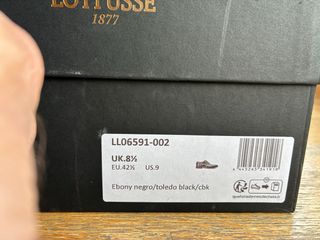 LOTTUSSE
1877
LL06591-002
UK.8½
EU.42½ US.9
Ebony negro/toledo black/cbk